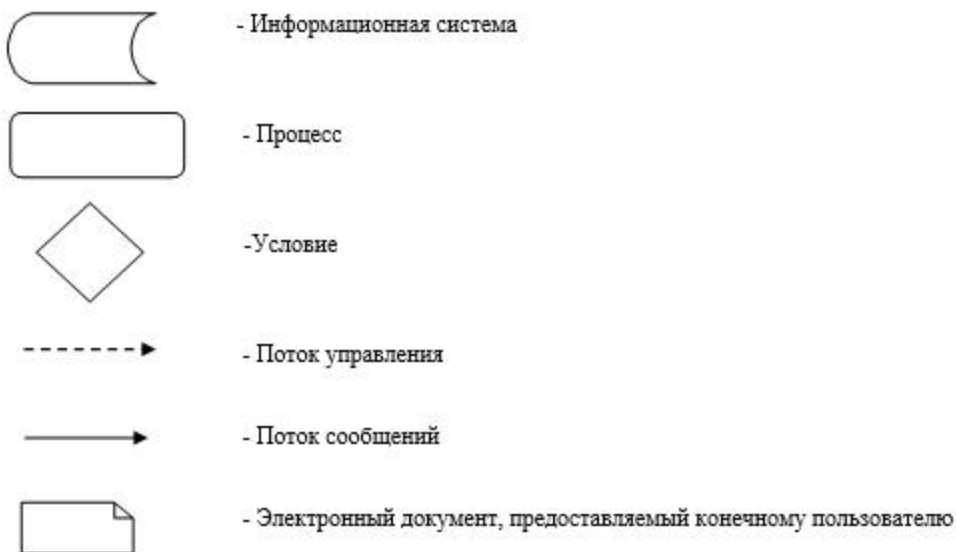 - Информационная система
- Процесс
-Условие
- Поток управления
- Поток сообщений
- Электронный документ, предоставляемый конечному пользователю